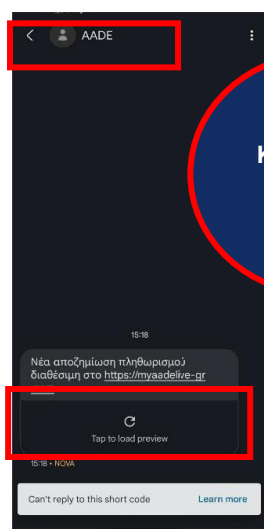 AADE
Κ
15:18
Νέα αποζημίωση πληθωρισμού
διαθέσιμη στο https://myaadelive-gr
Tap to load preview
15:18 • NOVA
Can't reply to this short code Learn more